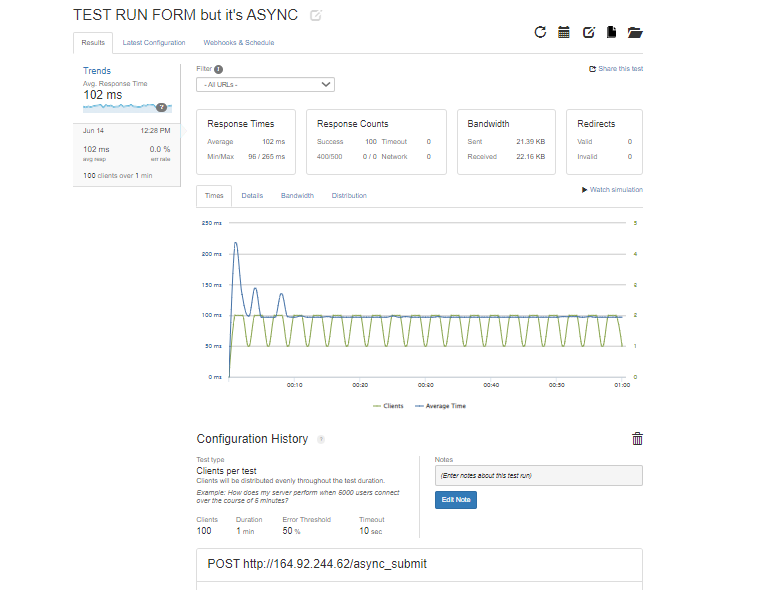 TEST RUN FORM but it's ASYNC
Results Latest Configuration Webhooks & Schedule
Trends
Avg. Response Time
102 ms
?
Jun 14 12:28 PM
102 ms 0.0 %
avg resp err rate
100 clients over 1 min
Filter
Share this test
- All URLs -
Response Times
Average 102 ms
Min/Max 96 / 265 ms
Response Counts
Success 100 Timeout 0
400/500 0 / 0 Network 0
Bandwidth
Sent 21.39 KB
Received 22.16 KB
Redirects
Valid 0
Invalid 0
Times Details Bandwidth Distribution
Watch simulation
250 ms 5
200 ms 4
150 ms 3
100 ms 2
50 ms 1
0 ms 0
00:10 00:20 00:30 00:40 00:50 01:00
Clients Average Time
Configuration History
Test type
Clients per test
Clients will be distributed evenly throughout the test duration.
Example: How does my server perform when 5000 users connect
over the course of 5 minutes?
Clients Duration Error Threshold Timeout
100 1 min 50 % 10 sec
Notes
(Enter notes about this test run)
Edit Note
POST http://164.92.244.62/async_submit